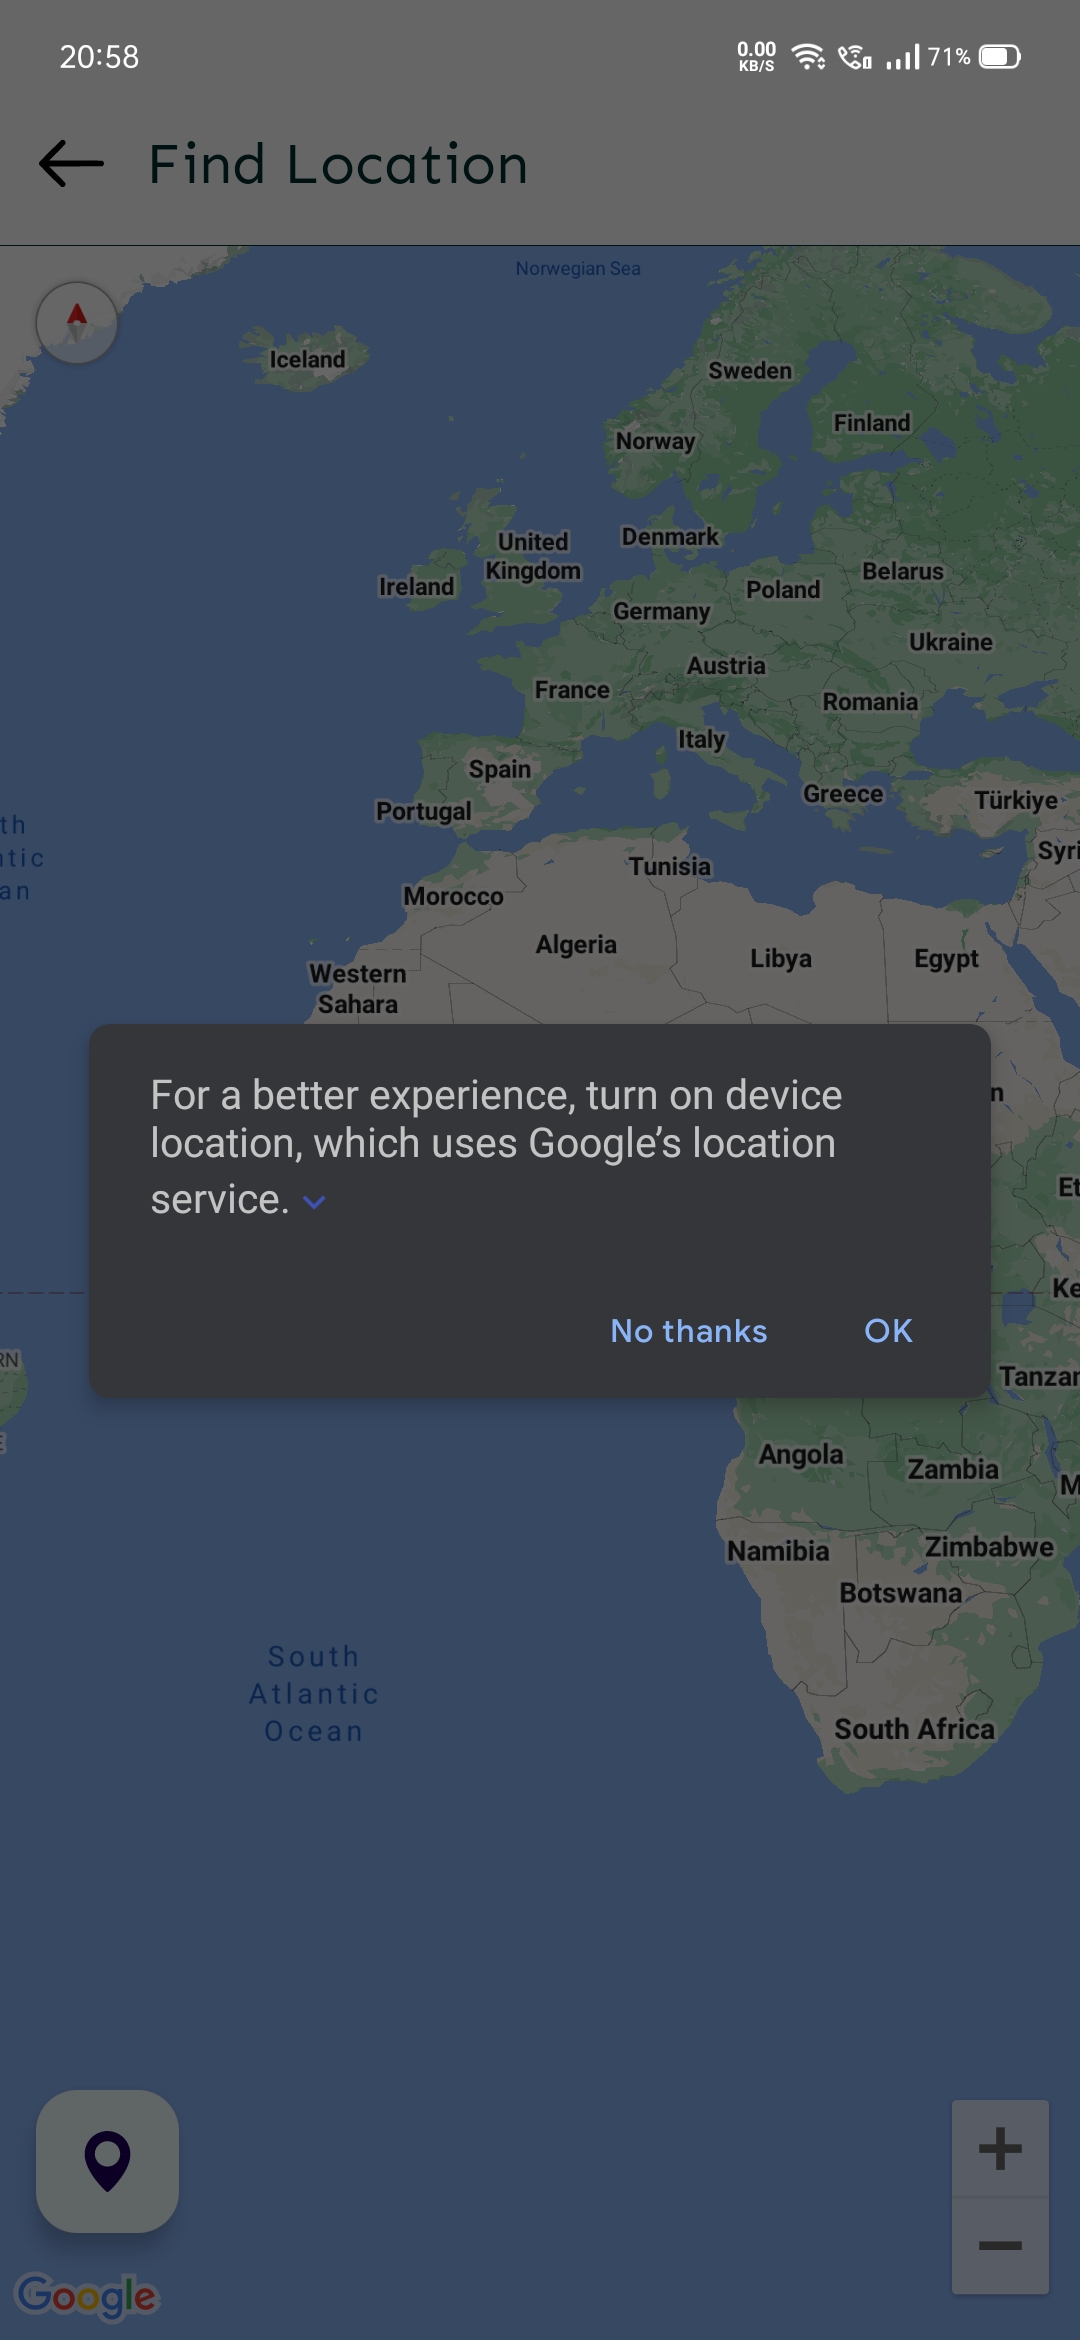 20:58
0.00
KB/S
71%
Find Location
Norwegian Sea
Iceland
Sweden
Finland
Norway
Denmark
United
Kingdom
Ireland
Belarus
Poland
Germany
Ukraine
Austria
France
Romania
Italy
Spain
Greece
Türkiye
Portugal
th
ntic
an
Syri
Tunisia
Morocco
Algeria
Libya
Egypt
Western
Sahara
n
For a better experience, turn on device
location, which uses Google’s location
service.
Et
Ke
No thanks
OK
RN
Tanzan
E
Angola
Zambia
M
Namibia
Zimbabwe
Botswana
South
Atlantic
Ocean
South Africa
+
−
Google